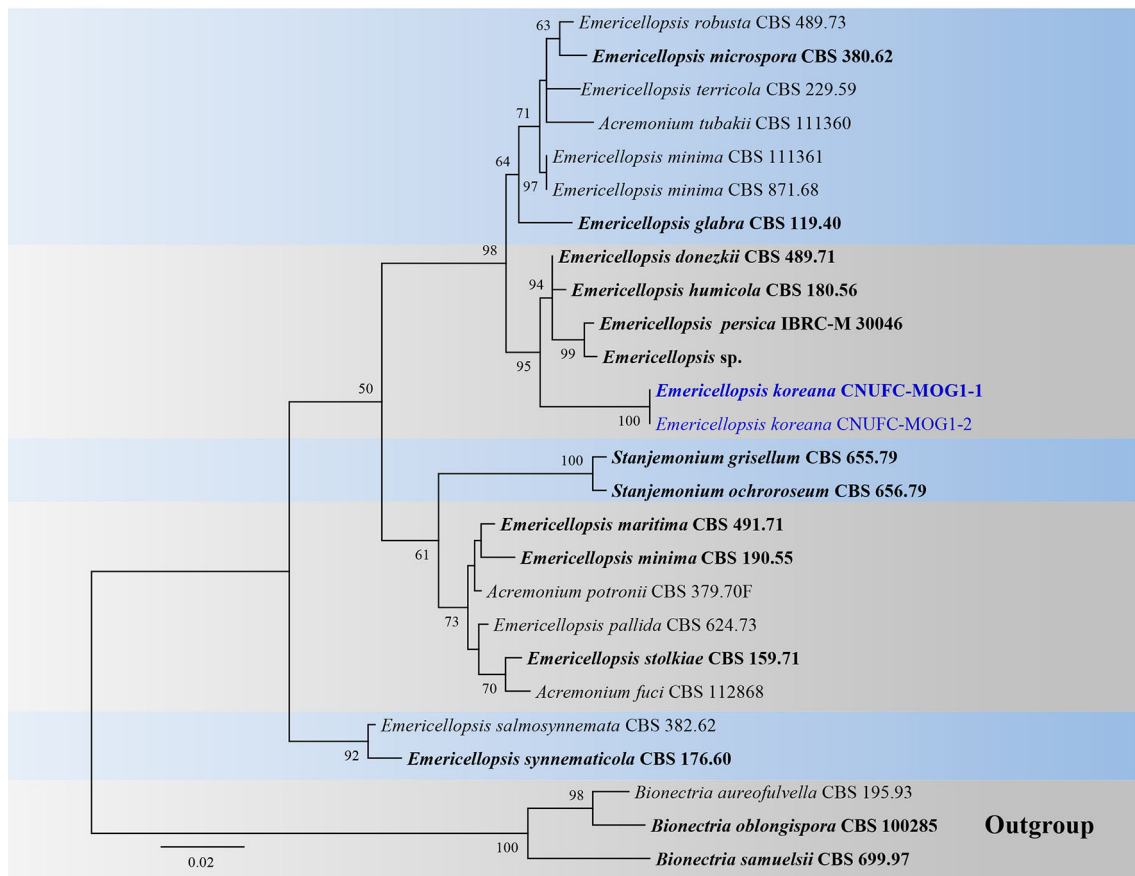 63
Emericellopsis robusta CBS 489.73
Emericellopsis microspora CBS 380.62
Emericellopsis terricola CBS 229.59
71
Acremonium tubakii CBS 111360
64
Emericellopsis minima CBS 111361
97
Emericellopsis minima CBS 871.68
Emericellopsis glabra CBS 119.40
98
Emericellopsis donezkii CBS 489.71
94
Emericellopsis humicola CBS 180.56
Emericellopsis persica IBRC-M 30046
99
Emericellopsis sp.
95
50
Emericellopsis koreana CNUFC-MOG1-1
100
Emericellopsis koreana CNUFC-MOG1-2
100
Stanjemonium grisellum CBS 655.79
Stanjemonium ochroroseum CBS 656.79
Emericellopsis maritima CBS 491.71
61
Emericellopsis minima CBS 190.55
Acremonium potronii CBS 379.70F
73
Emericellopsis pallida CBS 624.73
Emericellopsis stolkiae CBS 159.71
70
Acremonium fuci CBS 112868
Emericellopsis salmosynnemata CBS 382.62
92
Emericellopsis synnematicola CBS 176.60
98
Bionectria aureofulvella CBS 195.93
Bionectria oblongispora CBS 100285
Outgroup
100
Bionectria samuelsii CBS 699.97
0.02